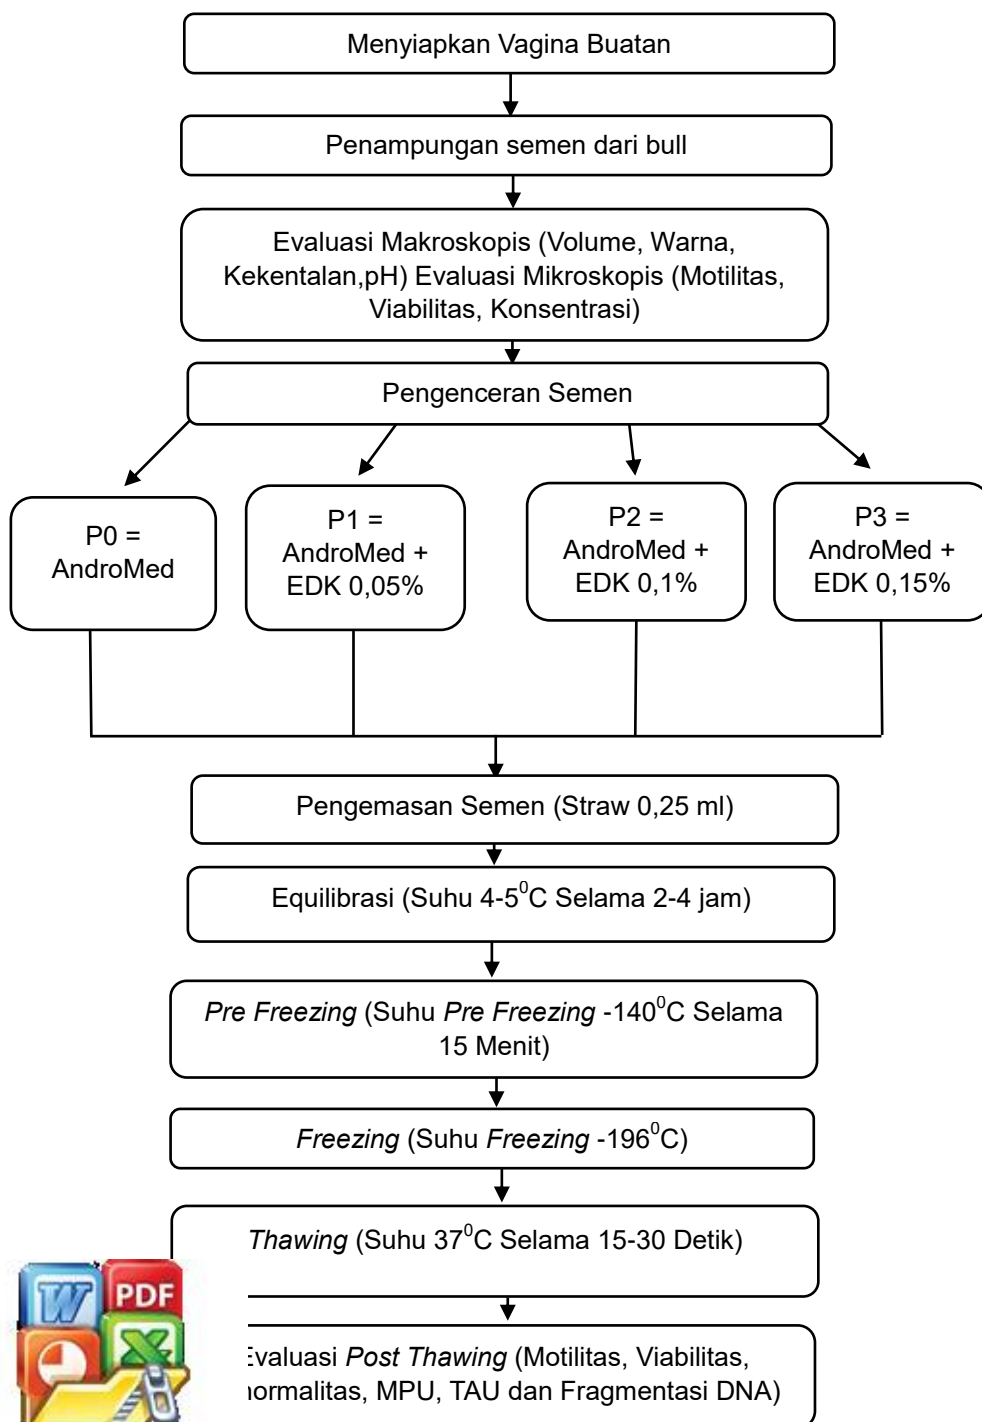 Menyiapkan Vagina Buatan
Penampungan semen dari bull
Evaluasi Makroskopis (Volume, Warna,
Kekentalan,pH) Evaluasi Mikroskopis (Motilitas,
Viabilitas, Konsentrasi)
Pengenceran Semen
P0 =
AndroMed
P1 =
AndroMed +
EDK 0,05%
P2 =
AndroMed +
EDK 0,1%
P3 =
AndroMed +
EDK 0,15%
Pengemasan Semen (Straw 0,25 ml)
Equilibrasi (Suhu 4-5⁰C Selama 2-4 jam)
Pre Freezing (Suhu Pre Freezing -140⁰C Selama
15 Menit)
Freezing (Suhu Freezing -196⁰C)
Thawing (Suhu 37⁰C Selama 15-30 Detik)
Evaluasi Post Thawing (Motilitas, Viabilitas,
normalitas, MPU, TAU dan Fragmentasi DNA)
W
PDF
X